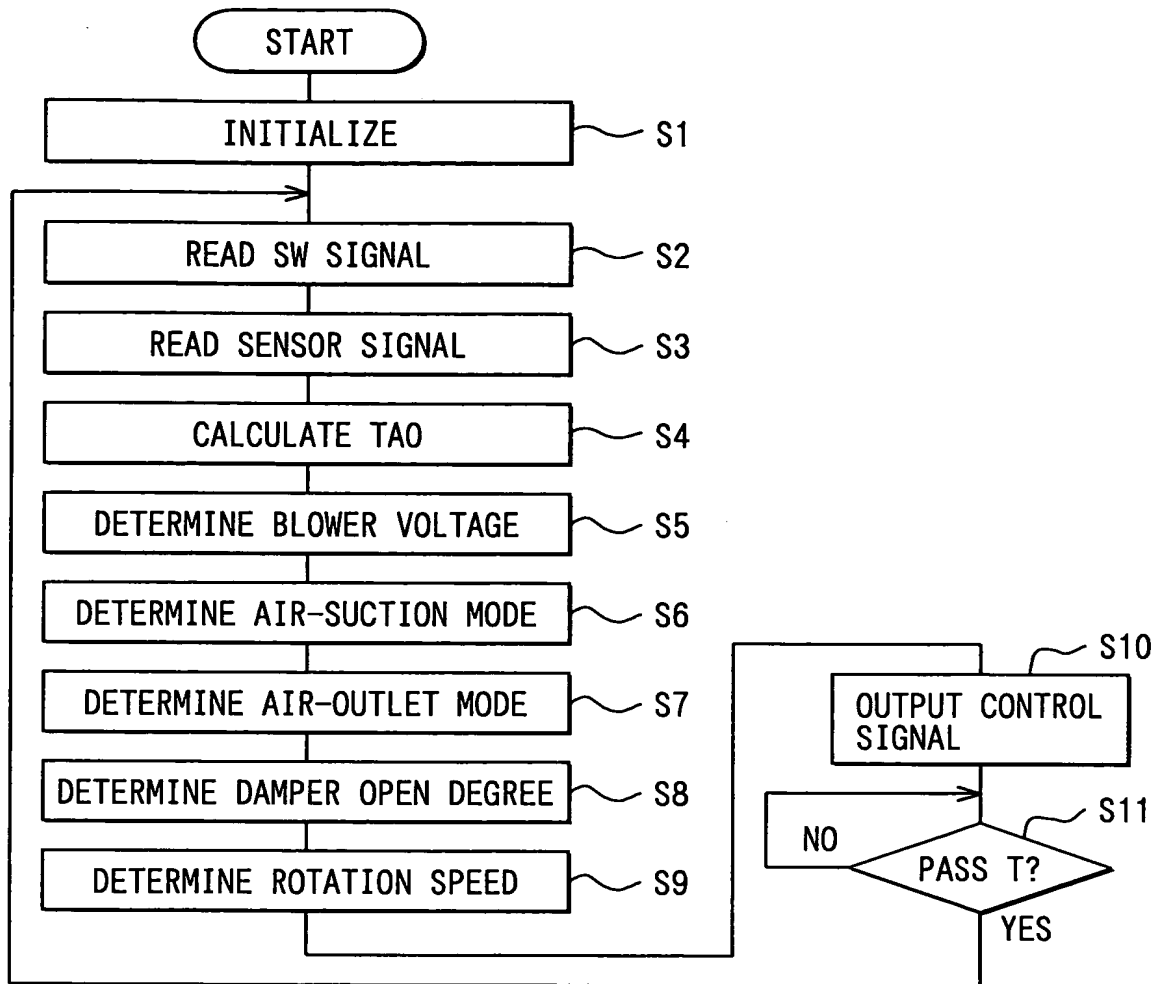 START
INITIALIZE
S1
READ SW SIGNAL
S2
READ SENSOR SIGNAL
S3
CALCULATE TAO
S4
DETERMINE BLOWER VOLTAGE
S5
DETERMINE AIR-SUCTION MODE
S6
DETERMINE AIR-OUTLET MODE
S7
DETERMINE DAMPER OPEN DEGREE
S8
DETERMINE ROTATION SPEED
S9
S10
OUTPUT CONTROL
SIGNAL
S11
NO
PASS T?
YES